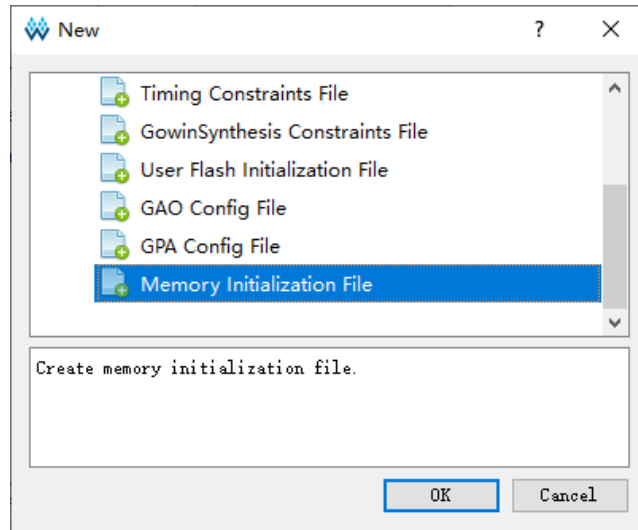 New
Timing Constraints File
GowinSynthesis Constraints File
User Flash Initialization File
GAO Config File
GPA Config File
Memory Initialization File
Create memory initialization file.
OK
Cancel